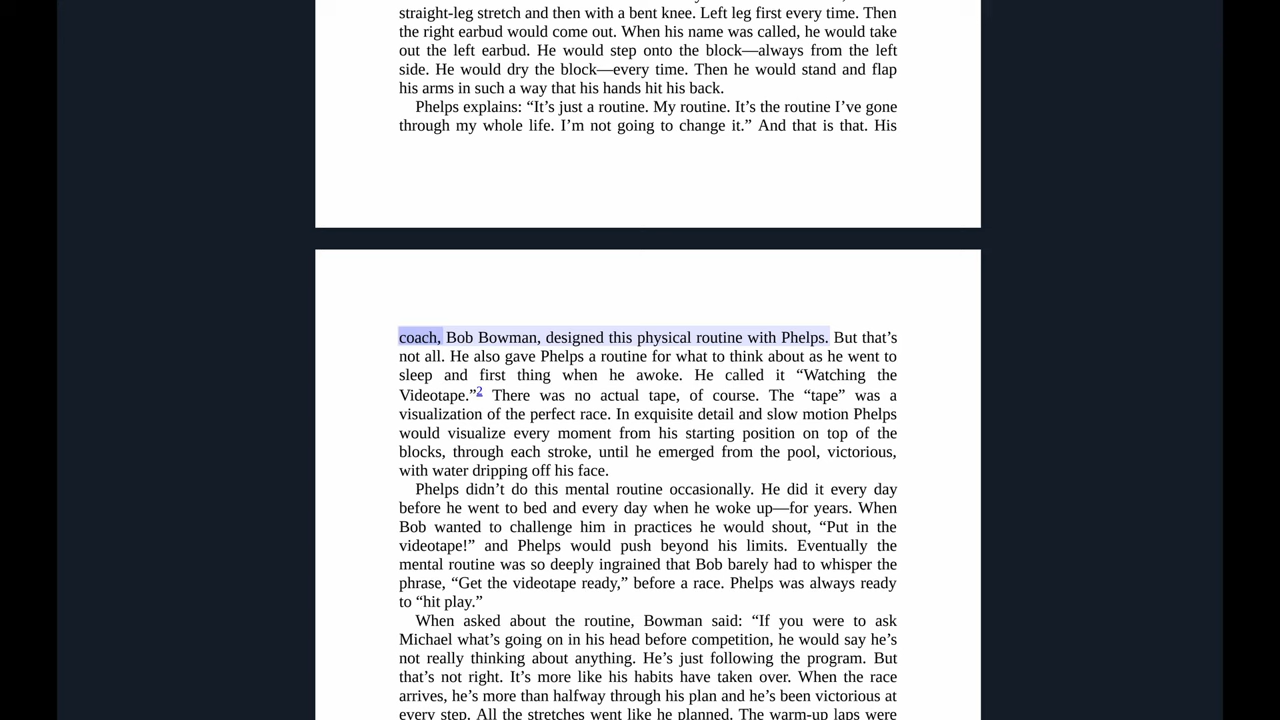 straight-leg stretch and then with a bent knee. Left leg first every time. Then
the right earbud would come out. When his name was called, he would take
out the left earbud. He would step onto the block—always from the left
side. He would dry the block—every time. Then he would stand and flap
his arms in such a way that his hands hit his back.
Phelps explains: “It’s just a routine. My routine. It’s the routine I’ve gone
through my whole life. I’m not going to change it.” And that is that. His
coach, Bob Bowman, designed this physical routine with Phelps. But that’s
not all. He also gave Phelps a routine for what to think about as he went to
sleep and first thing when he awoke. He called it “Watching the
Videotape.”2 There was no actual tape, of course. The “tape” was a
visualization of the perfect race. In exquisite detail and slow motion Phelps
would visualize every moment from his starting position on top of the
blocks, through each stroke, until he emerged from the pool, victorious,
with water dripping off his face.
Phelps didn’t do this mental routine occasionally. He did it every day
before he went to bed and every day when he woke up—for years. When
Bob wanted to challenge him in practices he would shout, “Put in the
videotape!” and Phelps would push beyond his limits. Eventually the
mental routine was so deeply ingrained that Bob barely had to whisper the
phrase, “Get the videotape ready,” before a race. Phelps was always ready
to “hit play.”
When asked about the routine, Bowman said: “If you were to ask
Michael what’s going on in his head before competition, he would say he’s
not really thinking about anything. He’s just following the program. But
that’s not right. It’s more like his habits have taken over. When the race
arrives, he’s more than halfway through his plan and he’s been victorious at
every step. All the stretches went like he planned. The warm-up laps were